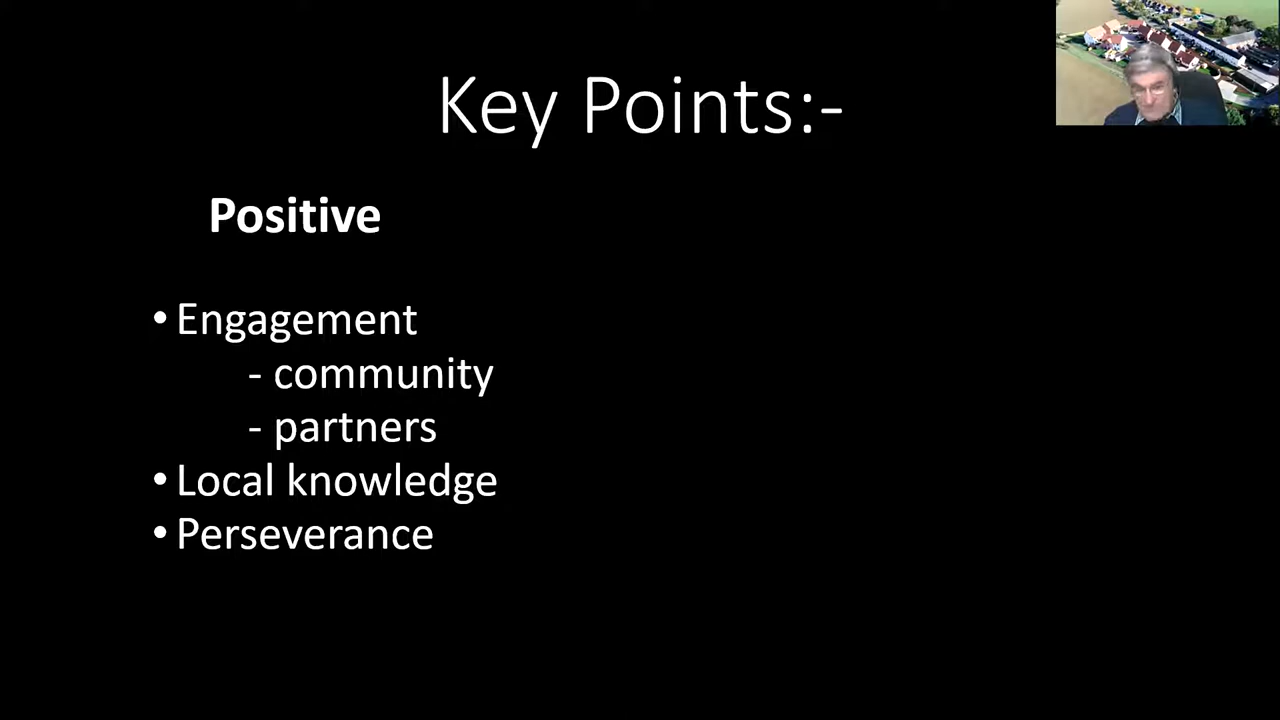 Key Points:-
Positive
• Engagement
- community
- partners
• Local knowledge
• Perseverance